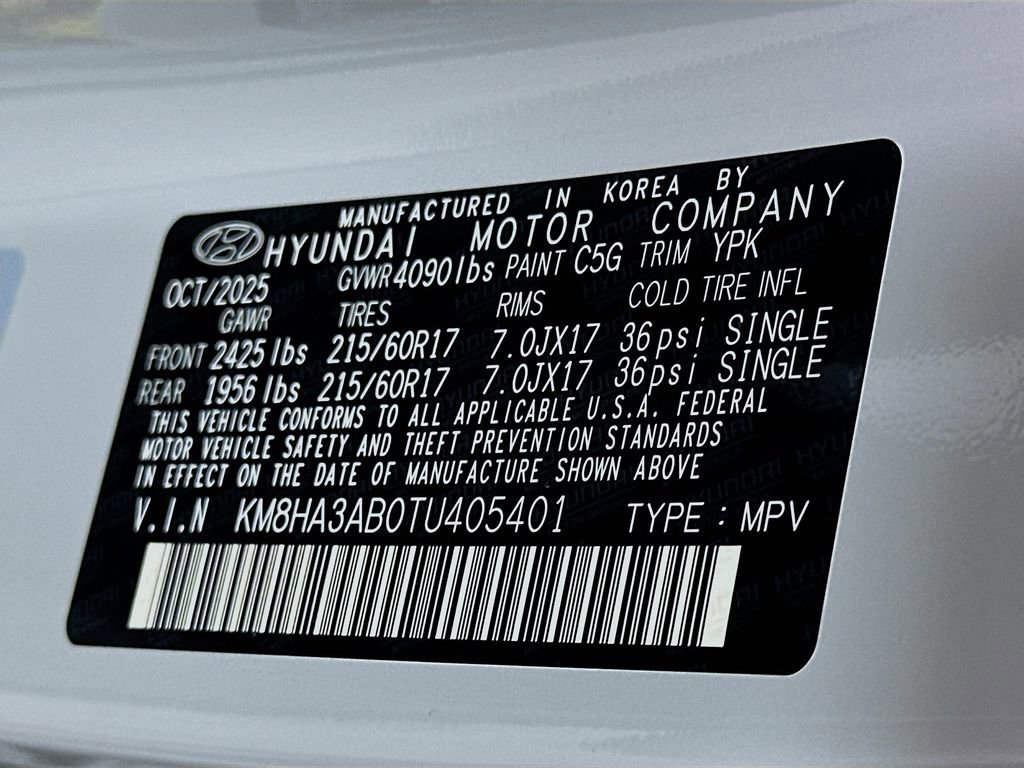 MANUFACTURED IN KOREA BY
HYUNDAI MOTOR COMPANY
OCT/2025 GVWR 4090 lbs PAINT C5G TRIM YPK
GAWR TIRES RIMS COLD TIRE INFL
FRONT 2425 lbs 215/60R17 7.0JX17 36psi SINGLE
REAR 1956 lbs 215/60R17 7.0JX17 36psi SINGLE
THIS VEHICLE CONFORMS TO ALL APPLICABLE U.S.A. FEDERAL
MOTOR VEHICLE SAFETY AND THEFT PREVENTION STANDARDS
IN EFFECT ON THE DATE OF MANUFACTURE SHOWN ABOVE
V.I.N KM8HA3AB0TU405401 TYPE : MPV